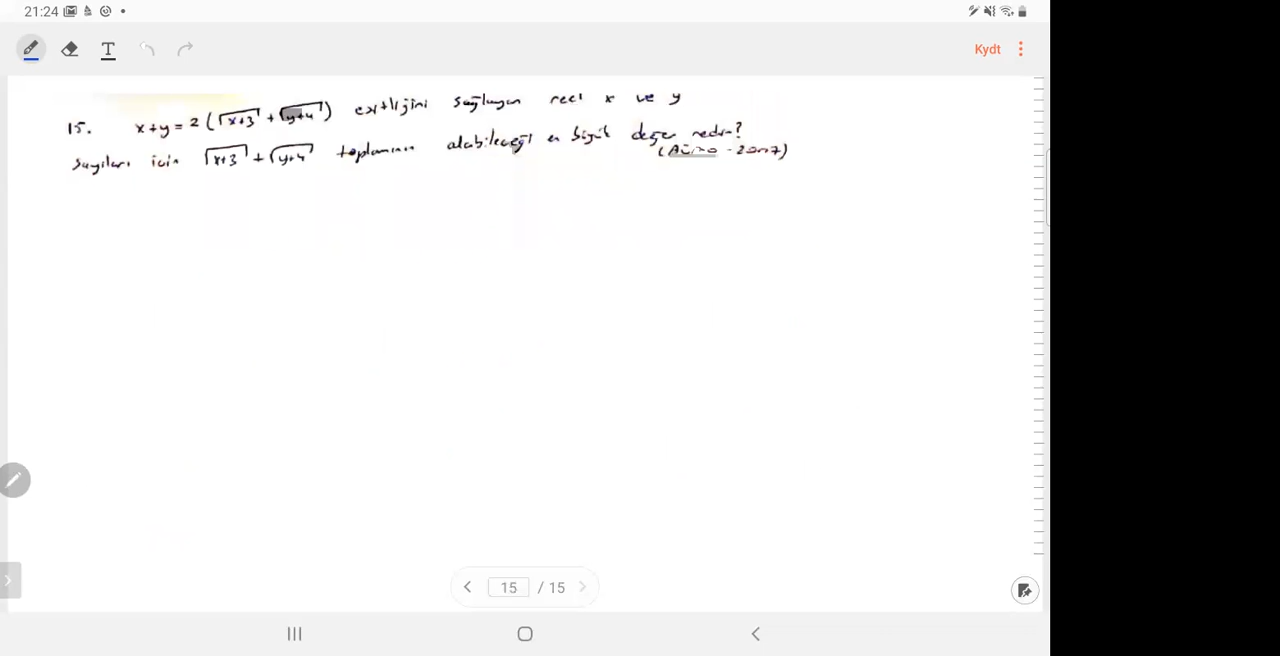 21:24
T
Kydt
15. x+y = 2 (√x+3 + √y+4) eşitliğini sağlayan reel x ve y
sayıları için √x+3 + √y+4 toplamının alabileceği en büyük değer nedir?
15 / 15